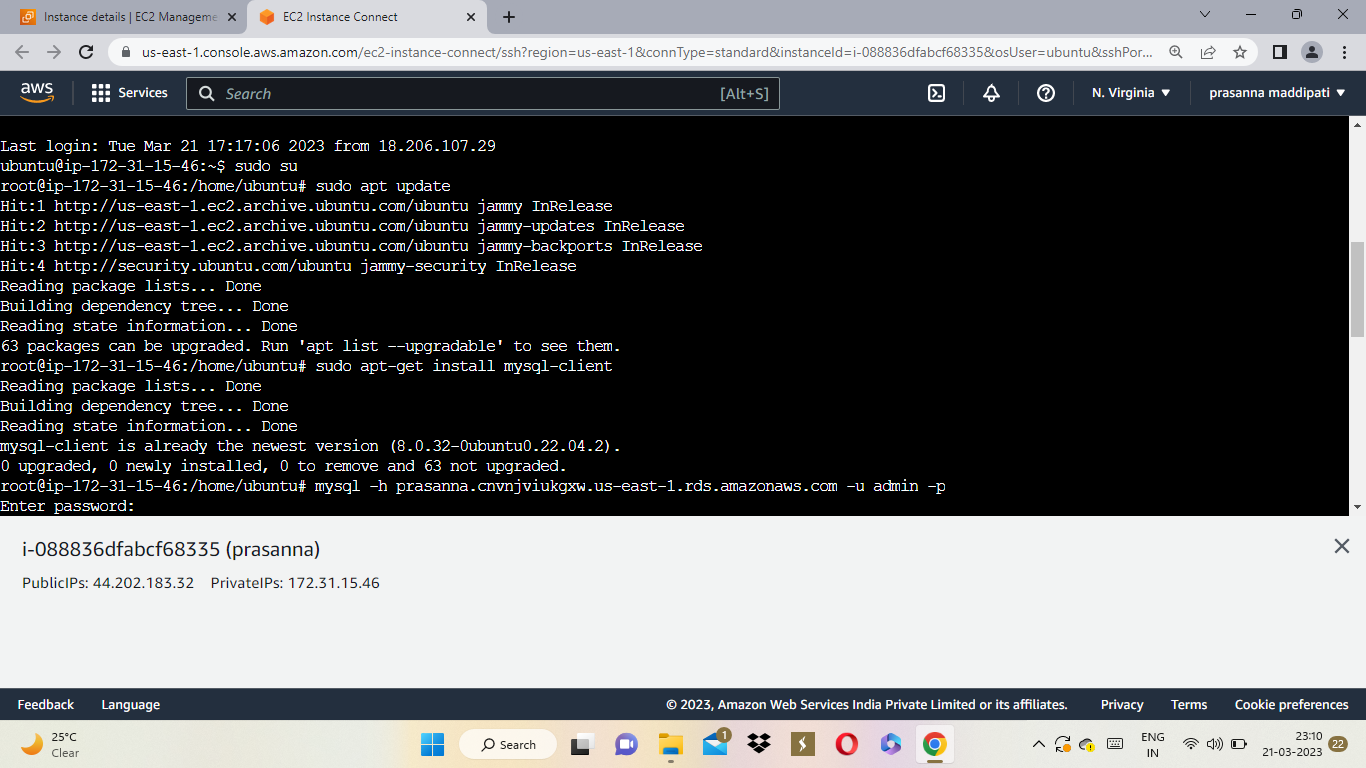 Instance details | EC2 Manageme
EC2 Instance Connect
us-east-1.console.aws.amazon.com/ec2-instance-connect/ssh?region=us-east-1&connType=standard&instanceId=i-088836dfabcf68335&osUser=ubuntu&sshPor...
aws
Services
Search
[Alt+S]
N. Virginia
prasanna maddipati
Last login: Tue Mar 21 17:17:06 2023 from 18.206.107.29
ubuntu@ip-172-31-15-46:~$ sudo su
root@ip-172-31-15-46:/home/ubuntu# sudo apt update
Hit:1 http://us-east-1.ec2.archive.ubuntu.com/ubuntu jammy InRelease
Hit:2 http://us-east-1.ec2.archive.ubuntu.com/ubuntu jammy-updates InRelease
Hit:3 http://us-east-1.ec2.archive.ubuntu.com/ubuntu jammy-backports InRelease
Hit:4 http://security.ubuntu.com/ubuntu jammy-security InRelease
Reading package lists... Done
Building dependency tree... Done
Reading state information... Done
63 packages can be upgraded. Run 'apt list --upgradable' to see them.
root@ip-172-31-15-46:/home/ubuntu# sudo apt-get install mysql-client
Reading package lists... Done
Building dependency tree... Done
Reading state information... Done
mysql-client is already the newest version (8.0.32-0ubuntu0.22.04.2).
0 upgraded, 0 newly installed, 0 to remove and 63 not upgraded.
root@ip-172-31-15-46:/home/ubuntu# mysql -h prasanna.cnvnjviukgxw.us-east-1.rds.amazonaws.com -u admin -p
Enter password:
i-088836dfabcf68335 (prasanna)
PublicIPs: 44.202.183.32 PrivateIPs: 172.31.15.46
Feedback
Language
© 2023, Amazon Web Services India Private Limited or its affiliates.
Privacy
Terms
Cookie preferences
25°C
Clear
Search
1
ENG
IN
23:10
21-03-2023
22